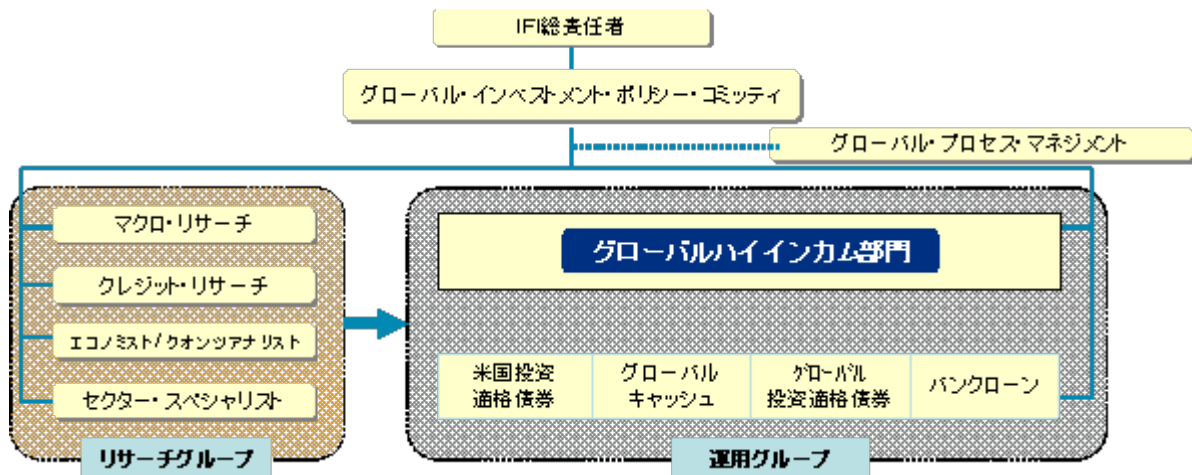 IFI総責任者
グローバル・インベストメント・ポリシー・コミッティ
グローバル・プロセス・マネジメント
マクロ・リサーチ
クレジット・リサーチ
エコノミスト/クオンツアナリスト
セクター・スペシャリスト
リサーチグループ
グローバルハイインカム部門
米国投資
適格債券
グローバル
キャッシュ
グローバル
投資適格債券
バンクローン
運用グループ